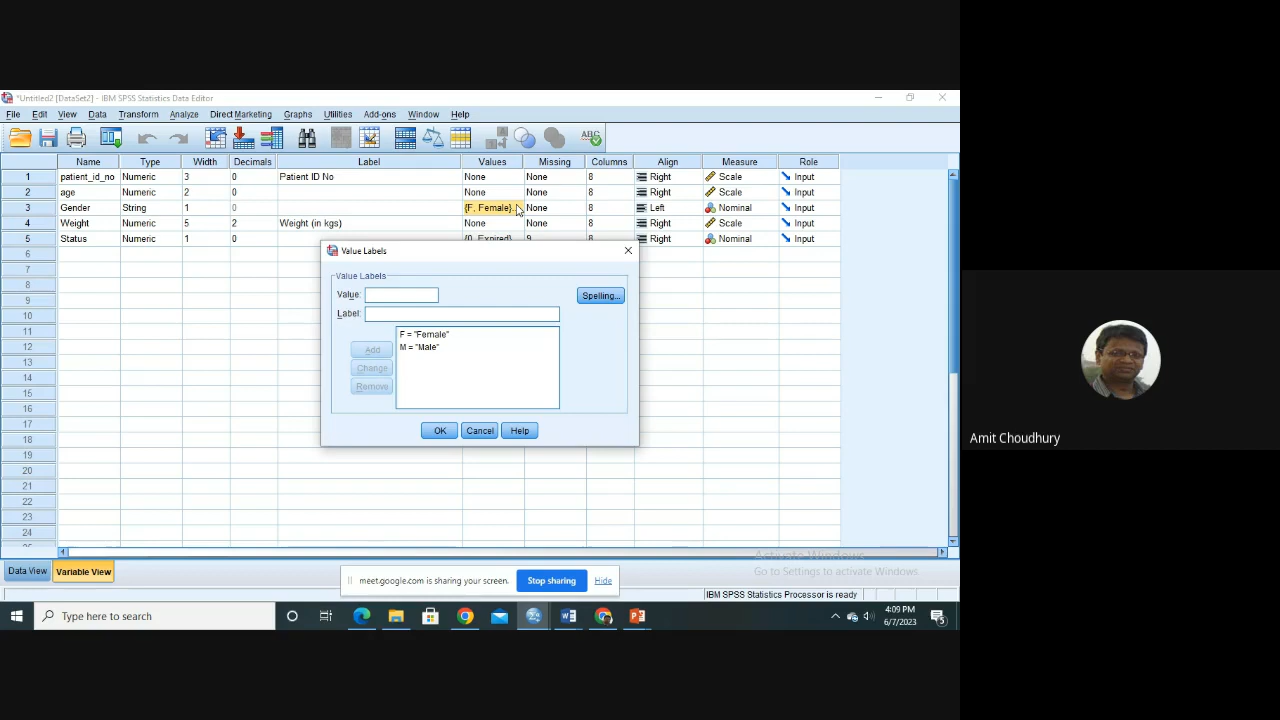 *Untitled2 [DataSet2] - IBM SPSS Statistics Data Editor
File Edit View Data Transform Analyze Direct Marketing Graphs Utilities Add-ons Window Help
Name Type Width Decimals Label Values Missing Columns Align Measure Role
1 patient_id_no Numeric 3 0 Patient ID No None None 8 Right Scale Input
2 age Numeric 2 0 None None 8 Right Scale Input
3 Gender String 1 0 {F, Female}.. None 8 Left Nominal Input
4 Weight Numeric 5 2 Weight (in kgs) None None 8 Right Scale Input
5 Status Numeric 1 0 {0, Expired} 9 8 Right Nominal Input
6
7
8
9
10
11
12
13
14
15
16
17
18
19
20
21
22
23
24
Value Labels
Value Labels
Value:
Spelling...
Label:
F = "Female"
M = "Male"
Add
Change
Remove
OK Cancel Help
Amit Choudhury
Activate Windows
Go to Settings to activate Windows.
Data View Variable View
meet.google.com is sharing your screen. Stop sharing Hide
IBM SPSS Statistics Processor is ready
Type here to search
4:09 PM
6/7/2023
5